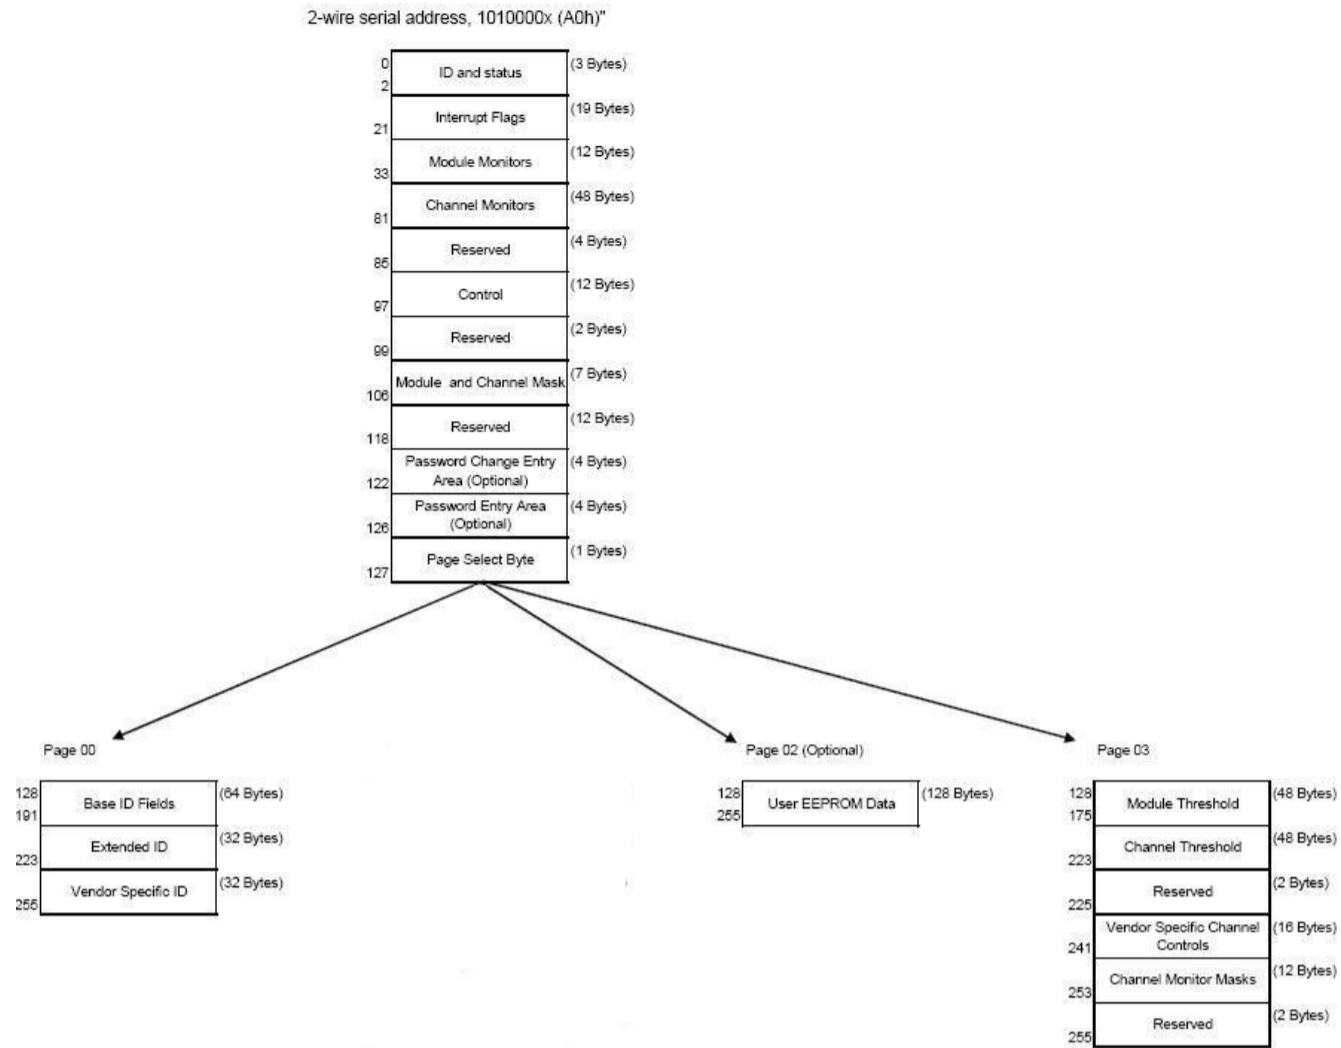 2-wire serial address, 1010000x (A0h)"
0
2
ID and status
(3 Bytes)
21
Interrupt Flags
(19 Bytes)
33
Module Monitors
(12 Bytes)
81
Channel Monitors
(48 Bytes)
85
Reserved
(4 Bytes)
97
Control
(12 Bytes)
99
Reserved
(2 Bytes)
106
Module and Channel Mask
(7 Bytes)
118
Reserved
(12 Bytes)
122
Password Change Entry
Area (Optional)
(4 Bytes)
126
Password Entry Area
(Optional)
(4 Bytes)
127
Page Select Byte
(1 Bytes)
Page 00
128
191
Base ID Fields
(64 Bytes)
223
Extended ID
(32 Bytes)
255
Vendor Specific ID
(32 Bytes)
Page 02 (Optional)
128
255
User EEPROM Data
(128 Bytes)
Page 03
128
175
Module Threshold
(48 Bytes)
223
Channel Threshold
(48 Bytes)
225
Reserved
(2 Bytes)
241
Vendor Specific Channel
Controls
(16 Bytes)
253
Channel Monitor Masks
(12 Bytes)
255
Reserved
(2 Bytes)